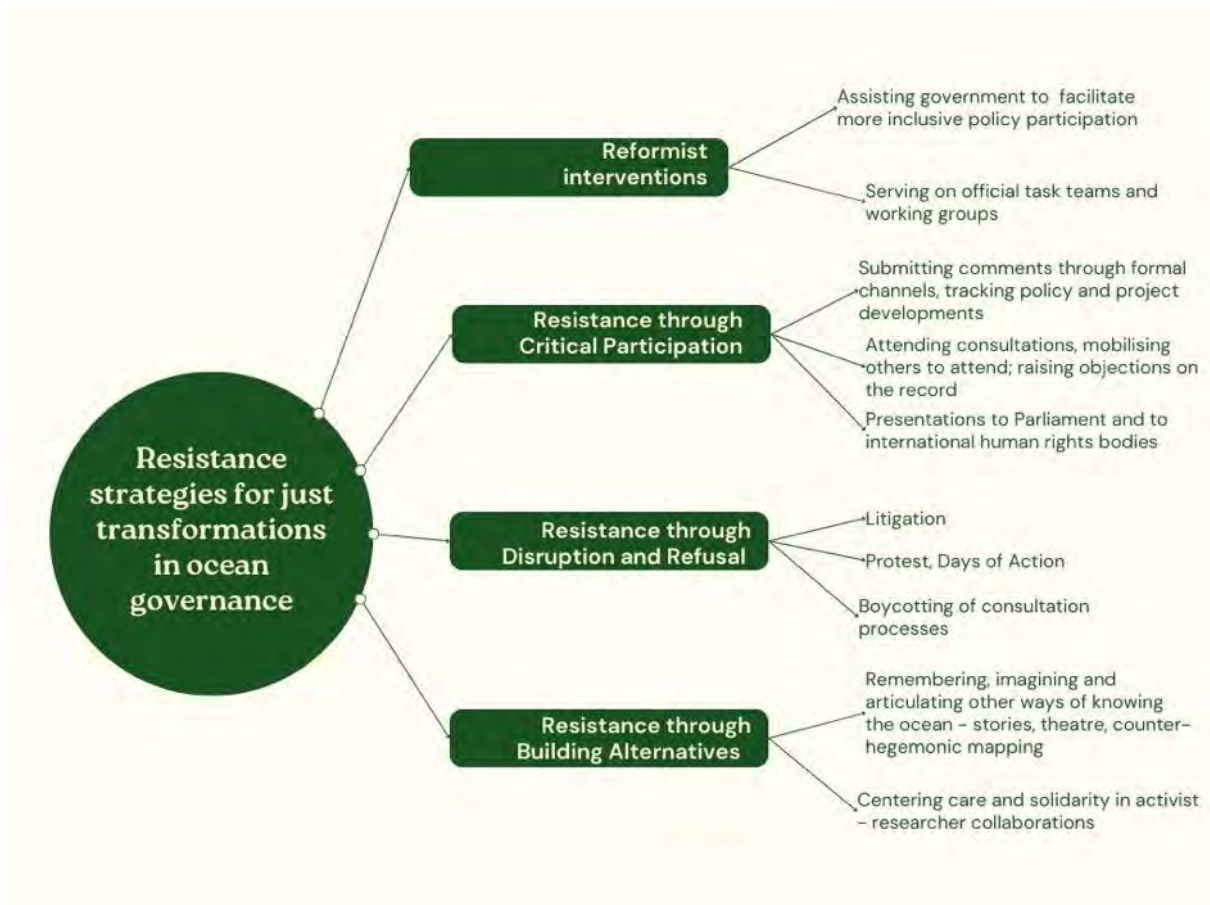 Resistance
strategies for just
transformations
in ocean
governance
Reformist
interventions
Assisting government to facilitate
more inclusive policy participation
Serving on official task teams and
working groups
Resistance through
Critical Participation
Submitting comments through formal
channels, tracking policy and project
developments
Attending consultations, mobilising
others to attend; raising objections on
the record
Presentations to Parliament and to
international human rights bodies
Resistance through
Disruption and Refusal
Litigation
Protest, Days of Action
Boycotting of consultation
processes
Resistance through
Building Alternatives
Remembering, imagining and
articulating other ways of knowing
the ocean – stories, theatre, counter-
hegemonic mapping
Centering care and solidarity in activist
– researcher collaborations